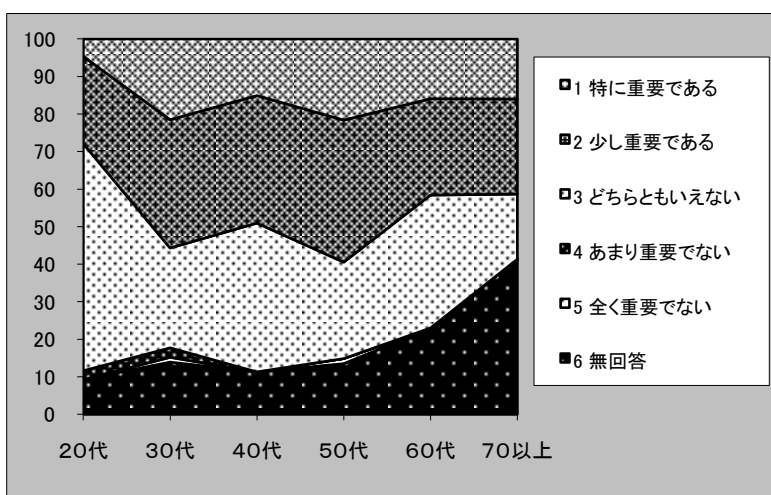 100
90
80
70
60
50
40
30
20
10
0
20代 30代 40代 50代 60代 70以上
1 特に重要である
2 少し重要である
3 どちらともいえない
4 あまり重要でない
5 全く重要でない
6 無回答